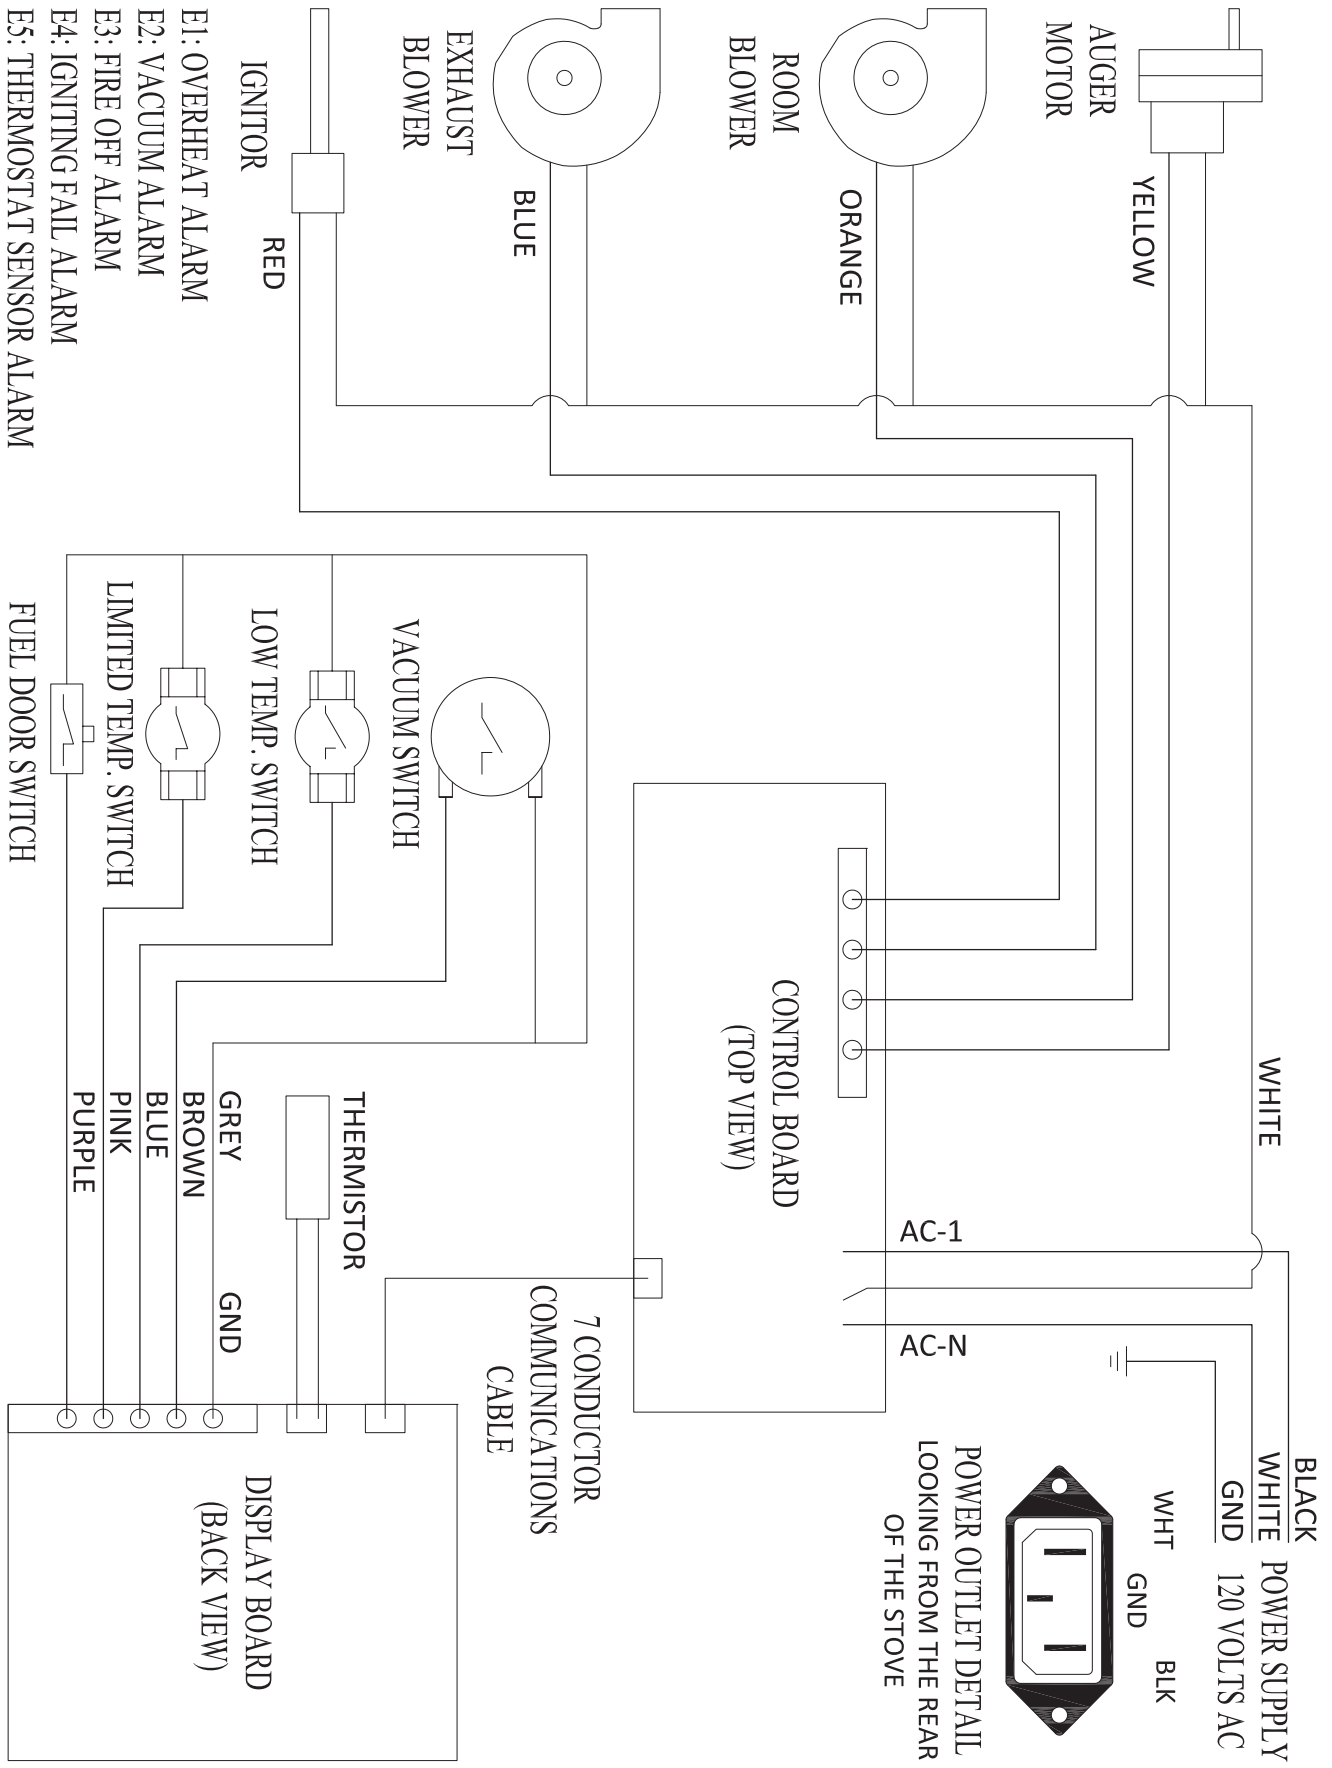 AUGER
MOTOR
YELLOW
ROOM
BLOWER
ORANGE
EXHAUST
BLOWER
BLUE
IGNITOR
RED
E1: OVERHEAT ALARM
E2: VACUUM ALARM
E3: FIRE OFF ALARM
E4: IGNITING FAIL ALARM
E5: THERMOSTAT SENSOR ALARM
WHITE
CONTROL BOARD
(TOP VIEW)
AC-1
AC-N
BLACK
WHITE
GND
POWER SUPPLY
120 VOLTS AC
WHT
GND
BLK
POWER OUTLET DETAIL
LOOKING FROM THE REAR
OF THE STOVE
VACUUM SWITCH
LOW TEMP. SWITCH
LIMITED TEMP. SWITCH
FUEL DOOR SWITCH
7 CONDUCTOR
COMMUNICATIONS
CABLE
THERMISTOR
GREY
GND
BROWN
BLUE
PINK
PURPLE
DISPLAY BOARD
(BACK VIEW)